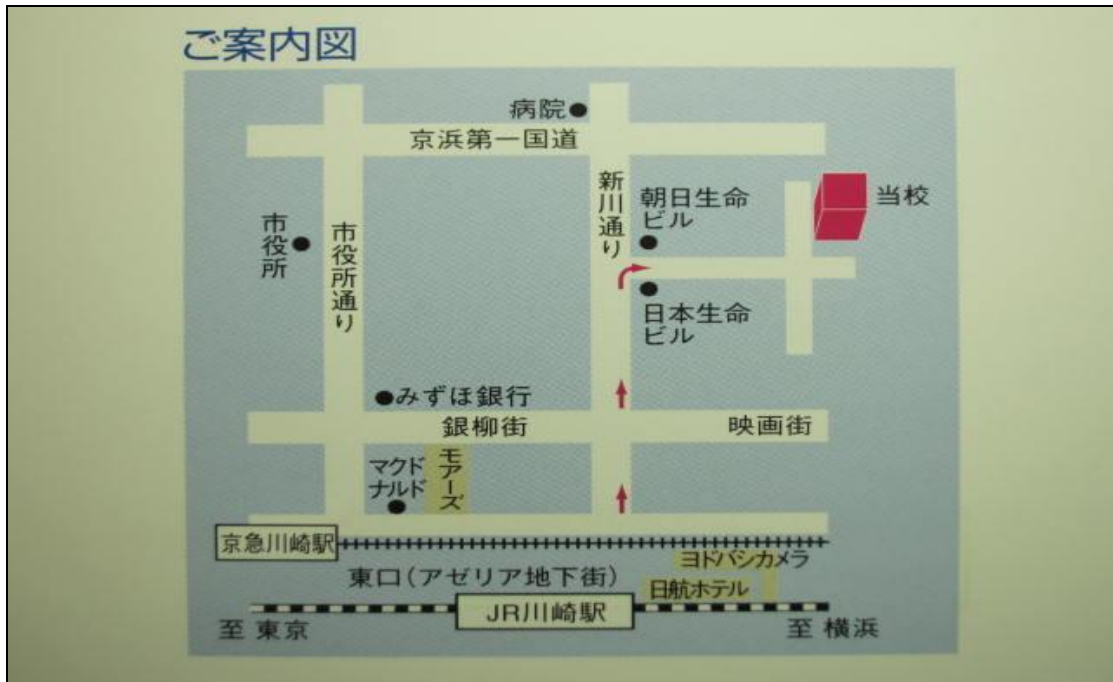 ご案内図
病院
京浜第一国道
新川通り
朝日生命
ビル
当校
市役所
市役所通り
日本生命
ビル
みずほ銀行
銀柳街
映画街
マクド
ナルド
モアーズ
京急川崎駅
ヨドバシカメラ
東口(アゼリア地下街)
日航ホテル
JR川崎駅
至 東京
至 横浜